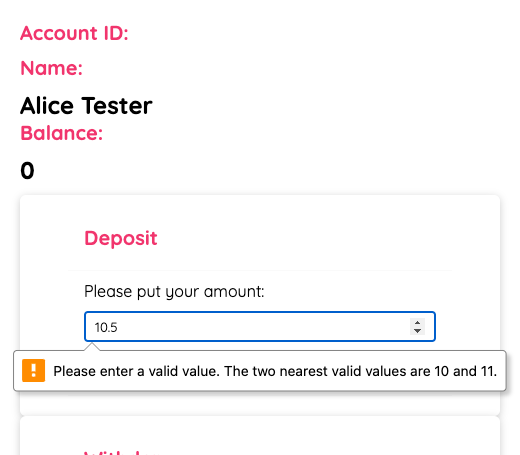 Account ID:
Name:
Alice Tester
Balance:
0
Deposit
Please put your amount:
10.5
Please enter a valid value. The two nearest valid values are 10 and 11.